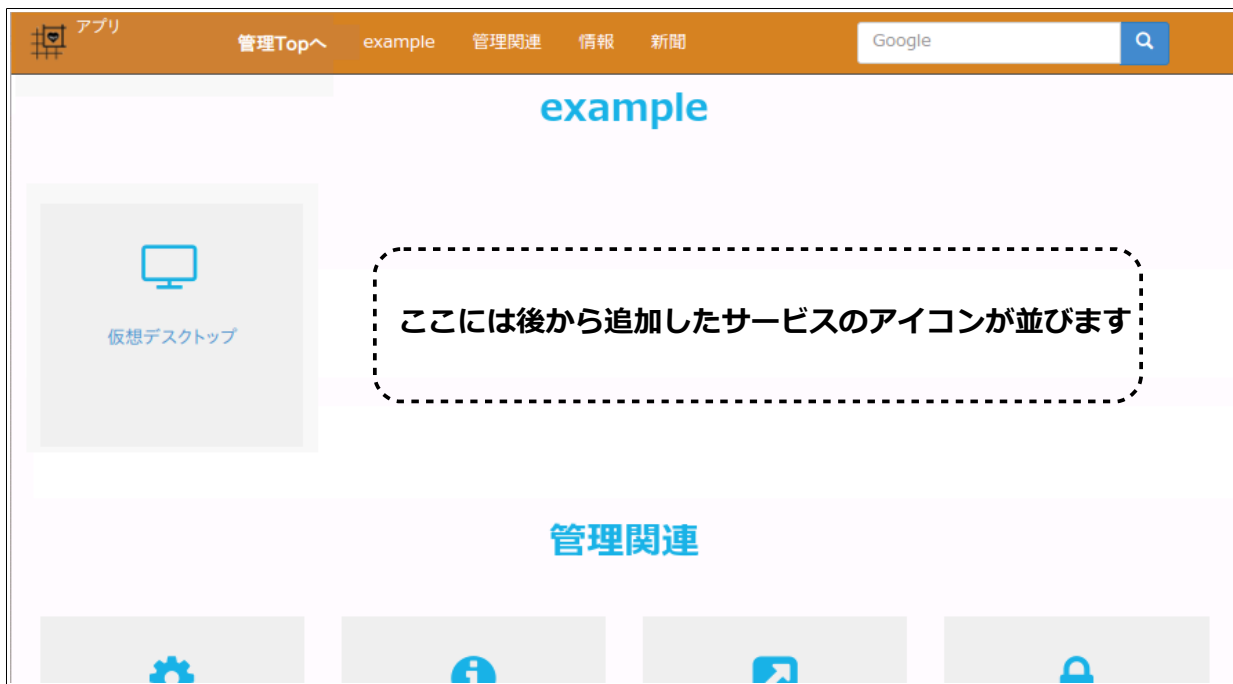 アプリ
管理Topへ example 管理関連 情報 新聞 Google
example
仮想デスクトップ
ここには後から追加したサービスのアイコンが並びます
管理関連